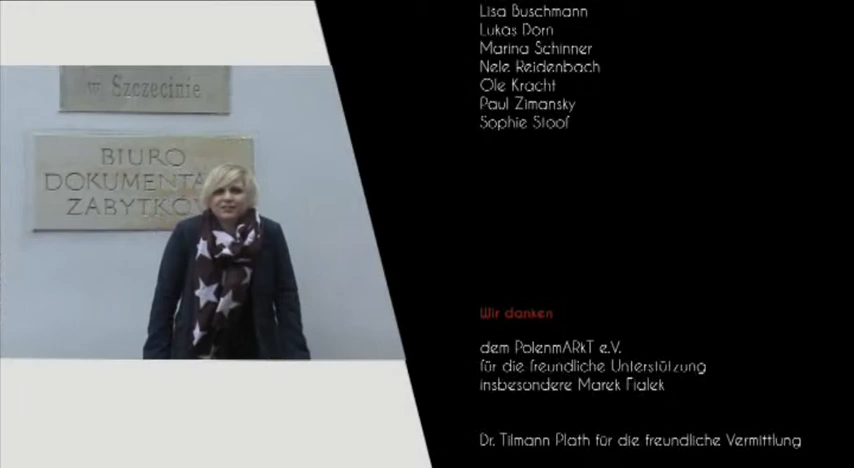 w Szczecinie
BIURO
DOKUMENTA
ZABYTKÓW
Lisa Buschmann
Lukas Dorn
Marina Schinner
Nele Reidenbach
Ole Kracht
Paul Zimansky
Sophie Stoof
Wir danken
dem PolenmARkT e.V.
für die freundliche Unterstützung
insbesondere Marek Fialek
Dr. Tilmann Plath für die freundliche Vermittlung